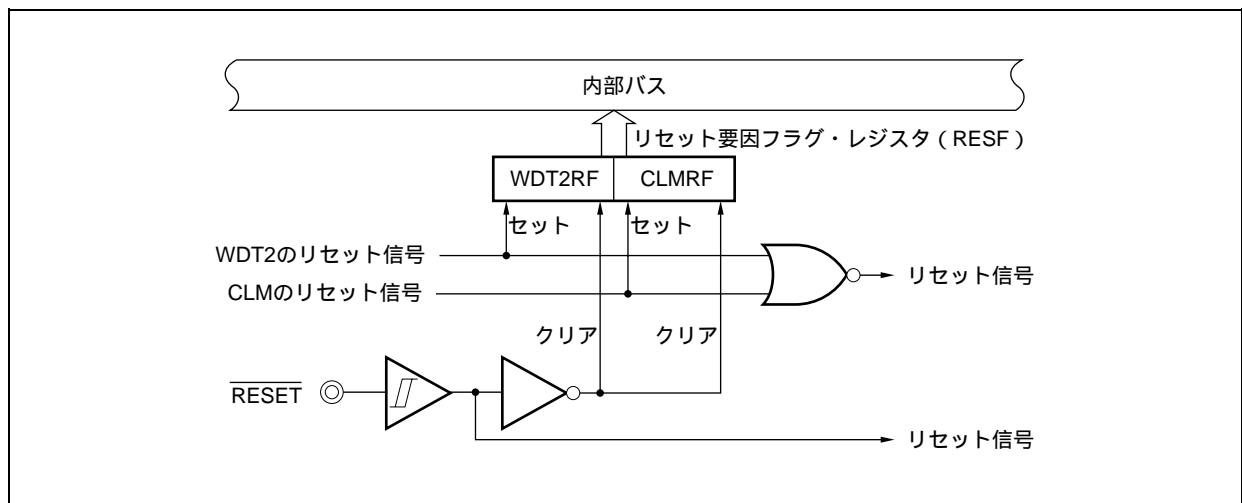 内部バス
リセット要因フラグ・レジスタ（RESF）
WDT2RF
CLMRF
セット
セット
WDT2のリセット信号
リセット信号
CLMのリセット信号
クリア
クリア
RESET
リセット信号